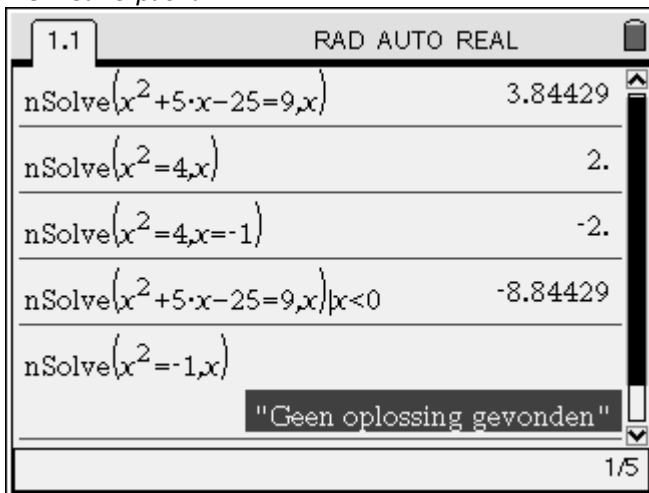 1.1 RAD AUTO REAL
nSolve(x²+5·x−25=9,x) 3.84429
nSolve(x²=4,x) 2.
nSolve(x²=4,x=-1) -2.
nSolve(x²+5·x−25=9,x)|x<0 -8.84429
nSolve(x²=-1,x)
"Geen oplossing gevonden"
1/5